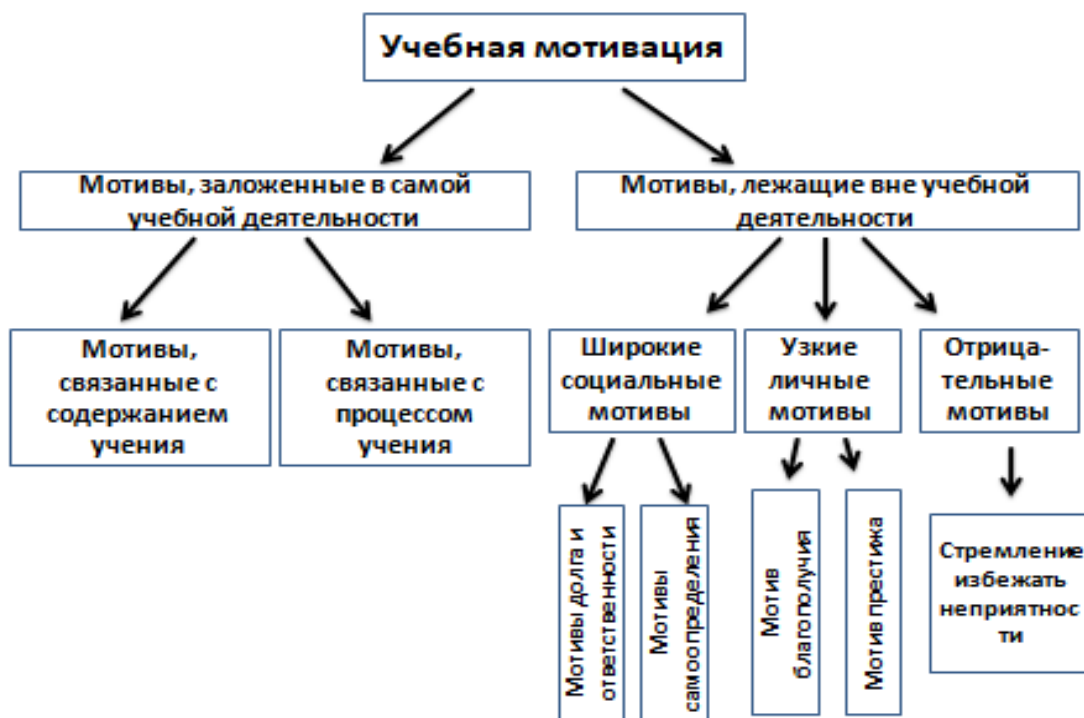 Учебная мотивация
Мотивы, заложенные в самой
учебной деятельности
Мотивы, лежащие вне учебной
деятельности
Мотивы,
связанные с
содержанием
учения
Мотивы,
связанные с
процессом
учения
Широкие
социальные
мотивы
Узкие
личные
мотивы
Отрица-
тельные
мотивы
Мотивы долга и
ответственности
Мотивы
самоопределения
Мотив
благополучия
Мотив престижа
Стремление
избежать
неприятнос
ти